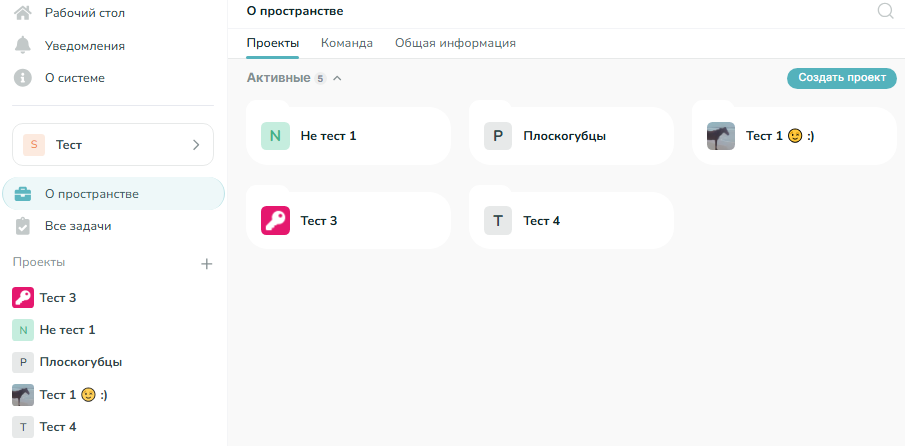 Рабочий стол
Уведомления
О системе
S Тест
О пространстве
Все задачи
Проекты
Тест 3
N Не тест 1
P Плоскогубцы
Тест 1 😉 :)
T Тест 4
О пространстве
Проекты Команда Общая информация
Активные 5 Создать проект
N Не тест 1 P Плоскогубцы Тест 1 😉 :)
Тест 3 T Тест 4